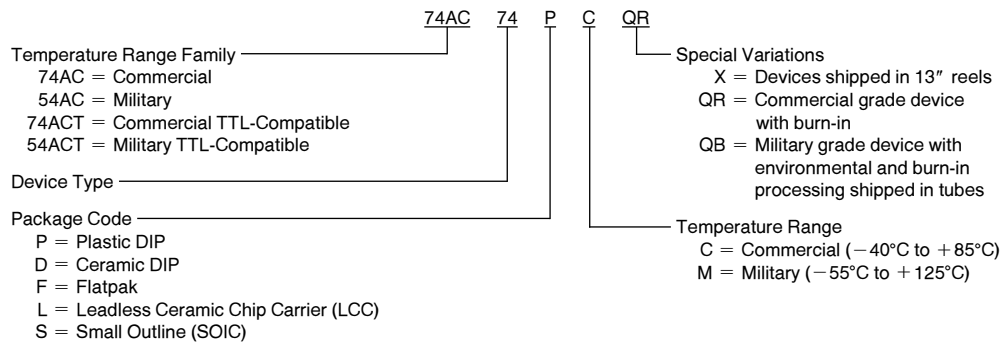 74AC 74 P C QR
Temperature Range Family
74AC = Commercial
54AC = Military
74ACT = Commercial TTL-Compatible
54ACT = Military TTL-Compatible
Device Type
Package Code
P = Plastic DIP
D = Ceramic DIP
F = Flatpak
L = Leadless Ceramic Chip Carrier (LCC)
S = Small Outline (SOIC)
Special Variations
X = Devices shipped in 13″ reels
QR = Commercial grade device
with burn-in
QB = Military grade device with
environmental and burn-in
processing shipped in tubes
Temperature Range
C = Commercial (−40°C to +85°C)
M = Military (−55°C to +125°C)